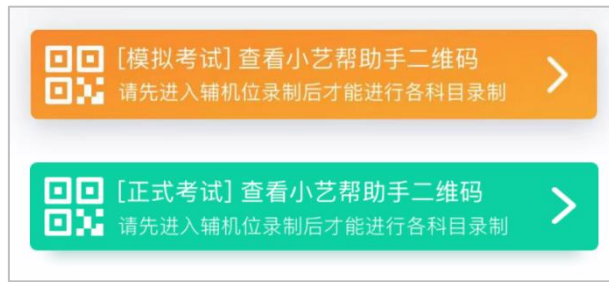 [模拟考试] 查看小艺帮助手二维码
请先进入辅机位录制后才能进行各科目录制
[正式考试] 查看小艺帮助手二维码
请先进入辅机位录制后才能进行各科目录制